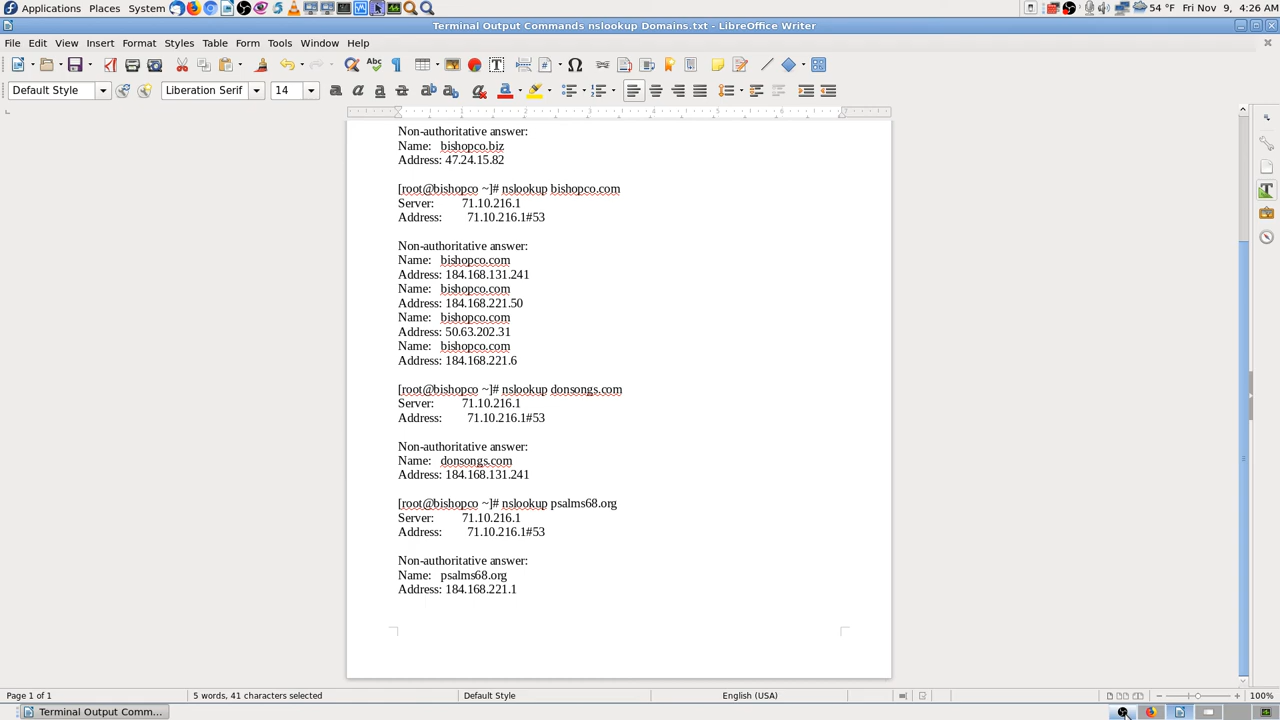 Applications Places System 54 °F Fri Nov 9, 4:26 AM
Terminal Output Commands nslookup Domains.txt - LibreOffice Writer
File Edit View Insert Format Styles Table Form Tools Window Help
Default Style Liberation Serif 14
Non-authoritative answer:
Name: bishopco.biz
Address: 47.24.15.82
[root@bishopco ~]# nslookup bishopco.com
Server: 71.10.216.1
Address: 71.10.216.1#53
Non-authoritative answer:
Name: bishopco.com
Address: 184.168.131.241
Name: bishopco.com
Address: 184.168.221.50
Name: bishopco.com
Address: 50.63.202.31
Name: bishopco.com
Address: 184.168.221.6
[root@bishopco ~]# nslookup donsongs.com
Server: 71.10.216.1
Address: 71.10.216.1#53
Non-authoritative answer:
Name: donsongs.com
Address: 184.168.131.241
[root@bishopco ~]# nslookup psalms68.org
Server: 71.10.216.1
Address: 71.10.216.1#53
Non-authoritative answer:
Name: psalms68.org
Address: 184.168.221.1
Page 1 of 1 5 words, 41 characters selected Default Style English (USA) 100%
Terminal Output Comm...